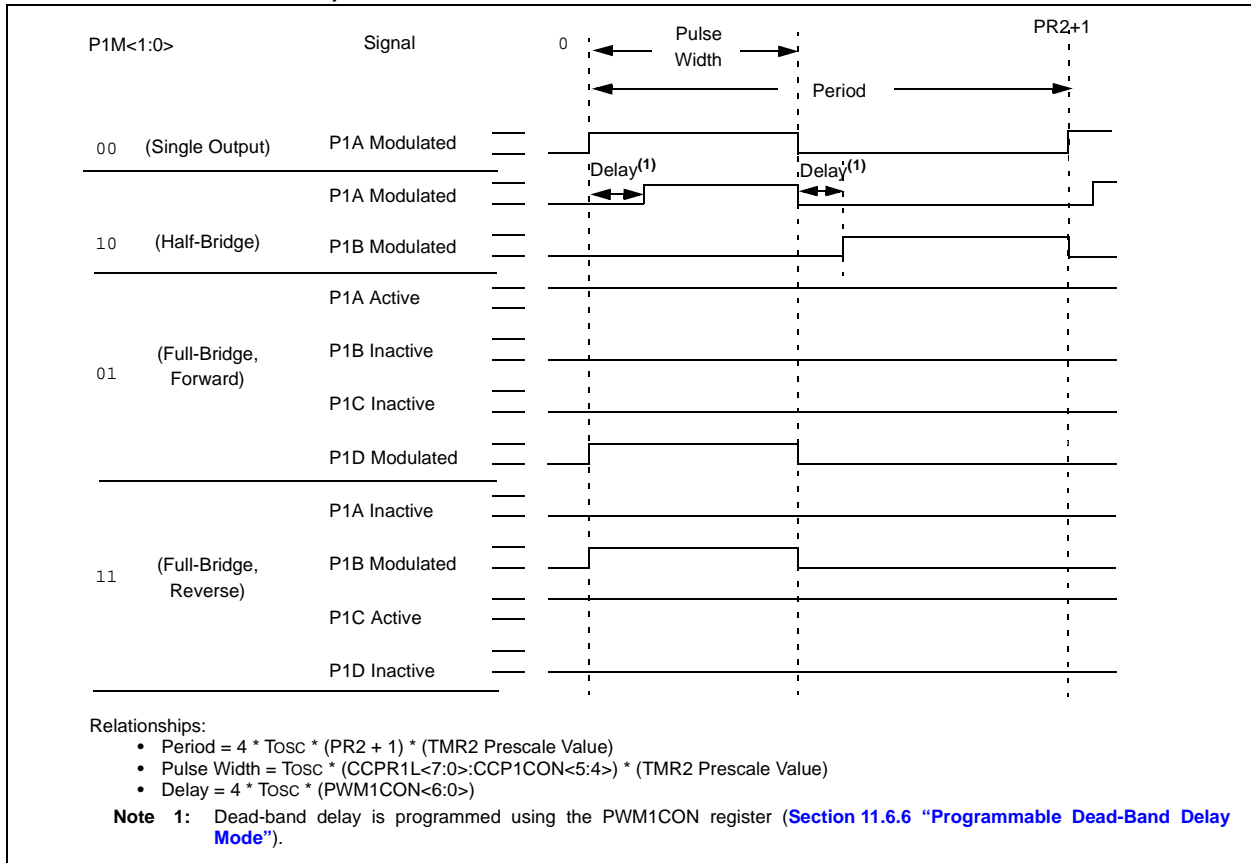 P1M<1:0>
Signal
0
Pulse
Width
PR2+1
Period
00 (Single Output)
P1A Modulated
Delay(1)
Delay(1)
10 (Half-Bridge)
P1A Modulated
P1B Modulated
01 (Full-Bridge,
Forward)
P1A Active
P1B Inactive
P1C Inactive
P1D Modulated
11 (Full-Bridge,
Reverse)
P1A Inactive
P1B Modulated
P1C Active
P1D Inactive
Relationships:
• Period = 4 * TOSC * (PR2 + 1) * (TMR2 Prescale Value)
• Pulse Width = TOSC * (CCPR1L<7:0>:CCP1CON<5:4>) * (TMR2 Prescale Value)
• Delay = 4 * TOSC * (PWM1CON<6:0>)
Note 1: Dead-band delay is programmed using the PWM1CON register (Section 11.6.6 “Programmable Dead-Band Delay
Mode”).